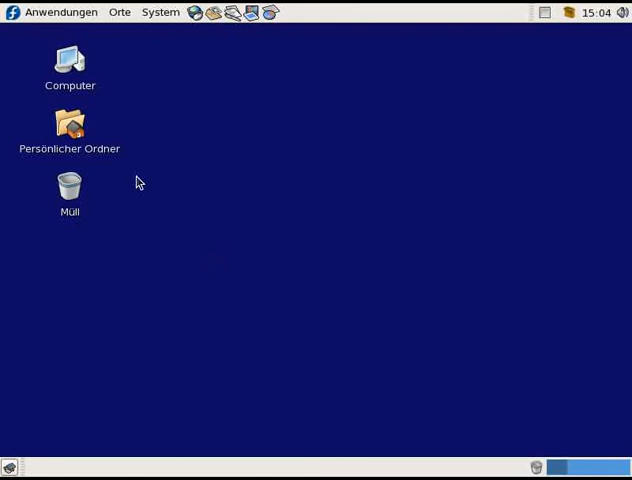 Anwendungen Orte System 15:04
Computer
Persönlicher Ordner
Müll